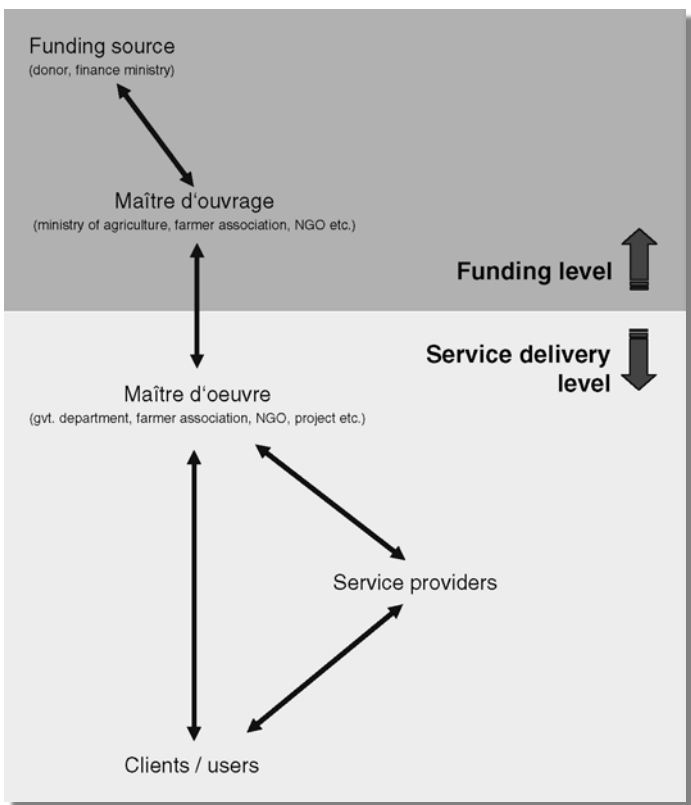 Funding source
(donor, finance ministry)
Maître d‘ouvrage
(ministry of agriculture, farmer association, NGO etc.)
Funding level
Service delivery
level
Maître d‘oeuvre
(gvt. department, farmer association, NGO, project etc.)
Service providers
Clients / users